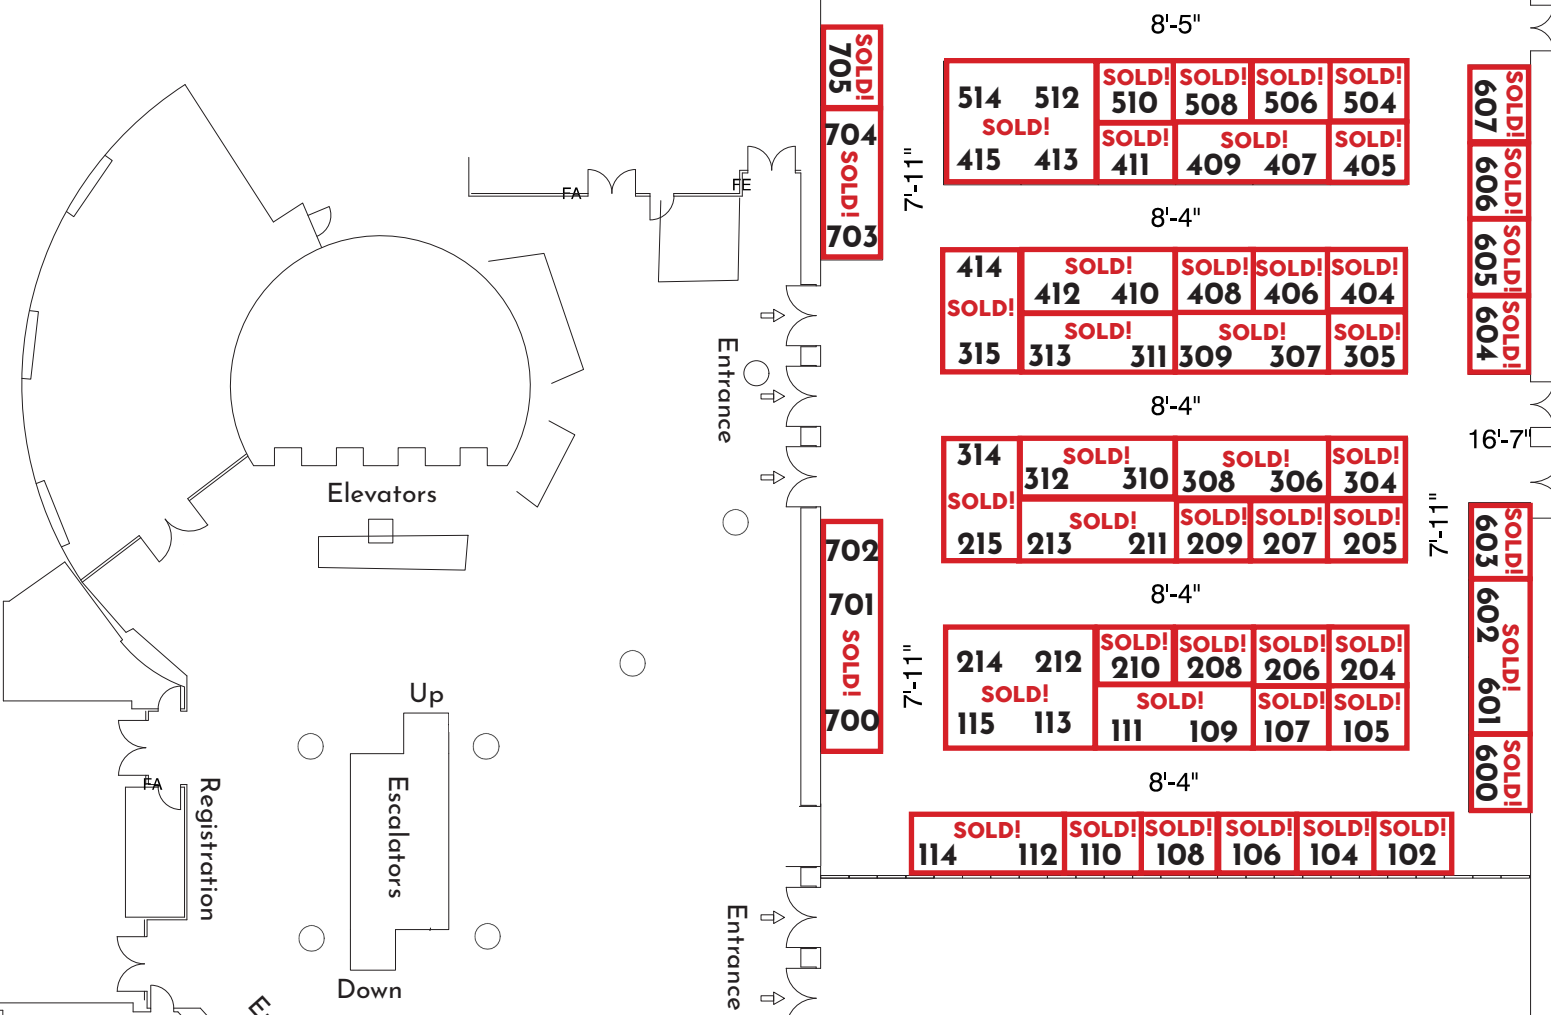 8'-5"
705
SOLD!
704
SOLD!
703
514 512
SOLD!
415 413
SOLD!
510
SOLD!
508
SOLD!
506
SOLD!
504
SOLD!
411
SOLD!
409 407
SOLD!
405
607
SOLD!
606
SOLD!
605
SOLD!
604
SOLD!
7'-11"
FA
FE
8'-4"
414
SOLD!
315
SOLD!
412 410
SOLD!
408
SOLD!
406
SOLD!
404
SOLD!
313 311
SOLD!
309 307
SOLD!
305
Entrance
8'-4"
16'-7"
314
SOLD!
215
SOLD!
312 310
SOLD!
308 306
SOLD!
304
SOLD!
213 211
SOLD!
209
SOLD!
207
SOLD!
205
7'-11"
Elevators
702
701
SOLD!
700
603
SOLD!
602
SOLD!
601
600
SOLD!
8'-4"
7'-11"
214 212
SOLD!
115 113
SOLD!
210
SOLD!
208
SOLD!
206
SOLD!
204
SOLD!
111 109
SOLD!
107
SOLD!
105
Up
Escalators
Down
FA
Registration
8'-4"
SOLD!
114 112
SOLD!
110
SOLD!
108
SOLD!
106
SOLD!
104
SOLD!
102
Entrance